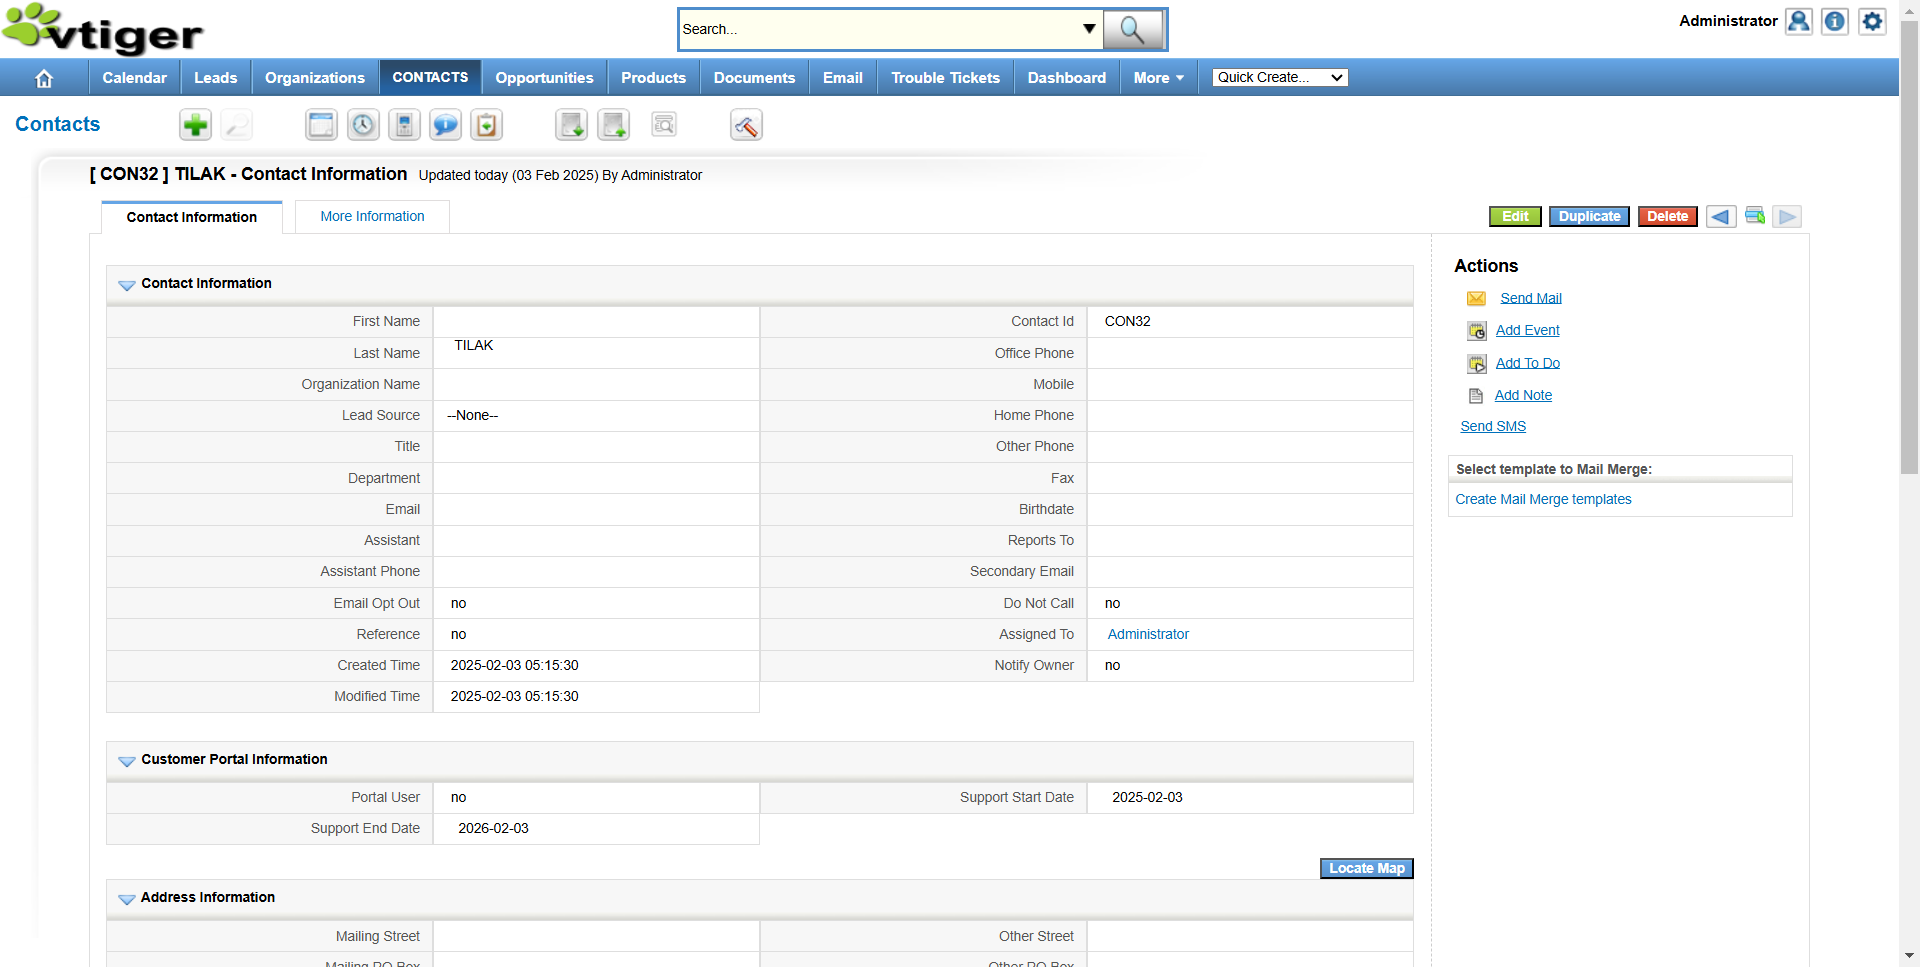 vtiger
Search...
Administrator
Calendar Leads Organizations CONTACTS Opportunities Products Documents Email Trouble Tickets Dashboard More Quick Create...
Contacts
[ CON32 ] TILAK - Contact Information Updated today (03 Feb 2025) By Administrator
Contact Information More Information
Edit Duplicate Delete
Contact Information
First Name Contact Id CON32
Last Name TILAK Office Phone
Organization Name Mobile
Lead Source --None-- Home Phone
Title Other Phone
Department Fax
Email Birthdate
Assistant Reports To
Assistant Phone Secondary Email
Email Opt Out no Do Not Call no
Reference no Assigned To Administrator
Created Time 2025-02-03 05:15:30 Notify Owner no
Modified Time 2025-02-03 05:15:30
Customer Portal Information
Portal User no Support Start Date 2025-02-03
Support End Date 2026-02-03
Locate Map
Address Information
Mailing Street Other Street
Mailing PO Box Other PO Box
Actions
Send Mail
Add Event
Add To Do
Add Note
Send SMS
Select template to Mail Merge:
Create Mail Merge templates